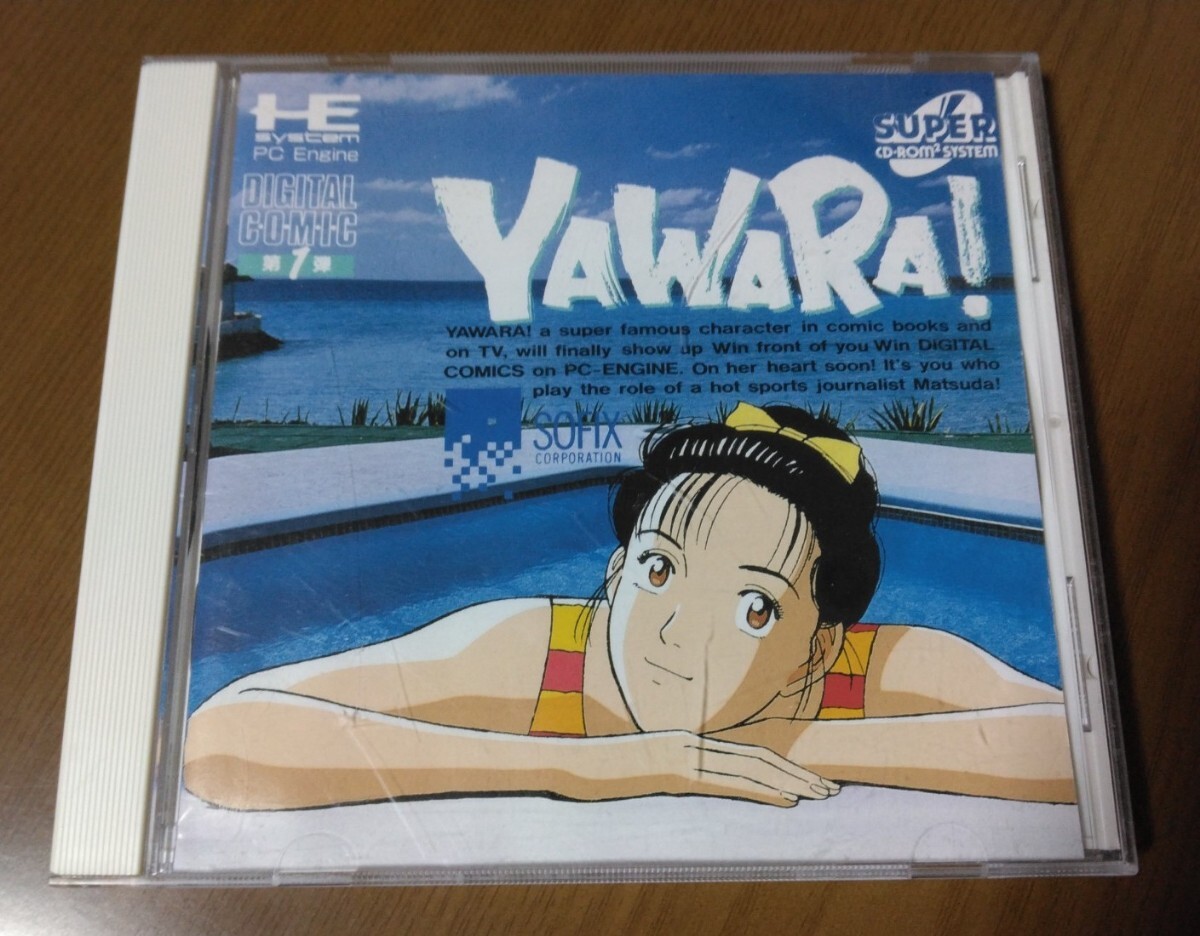 HE
system
PC Engine
DIGITAL
COMIC
第1弾
SUPER
CD-ROM² SYSTEM
YAWARA!
YAWARA! a super famous character in comic books and
on TV, will finally show up Win front of you Win DiGITAL
COMICS on PC-ENGINE. On her heart soon! It's you who
play the role of a hot sports journalist Matsuda!
SOFIX
CORPORATION